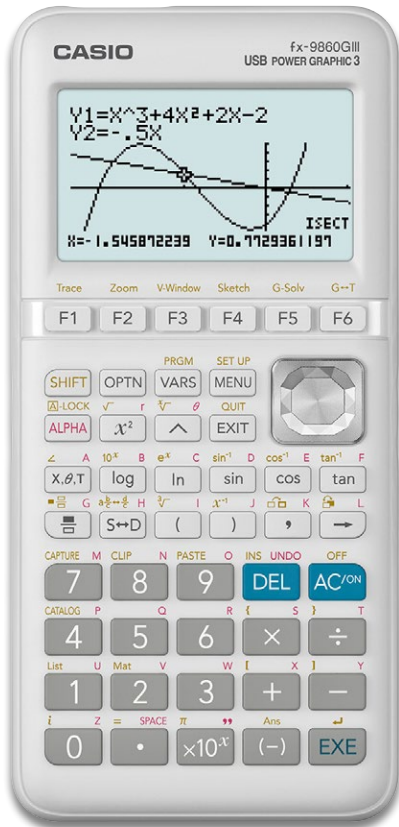 CASIO
fx-9860GIII
USB POWER GRAPHIC 3
Y1=X^3+4X²+2X-2
Y2=-.5X
ISECT
X=-1.545872239 Y=0.7729361197
Trace Zoom V-Window Sketch G-Solv G↔T
F1 F2 F3 F4 F5 F6
PRGM SET UP
SHIFT OPTN VARS MENU
A-LOCK √‾ r ˣ√‾ θ QUIT
ALPHA x² ^ EXIT
∠ A 10ˣ B eˣ C sin⁻¹ D cos⁻¹ E tan⁻¹ F
X,θ,T log ln sin cos tan
G a b/c↔d/c H ³√‾ I x⁻¹ J K L
S↔D ( ) , →
CAPTURE M CLIP N PASTE O INS UNDO OFF
7 8 9 DEL AC/ON
CATALOG P Q R { S } T
4 5 6 × ÷
List U Mat V W [ X ] Y
1 2 3 + −
i Z = SPACE π " Ans ↵
0 • ×10ˣ (−) EXE